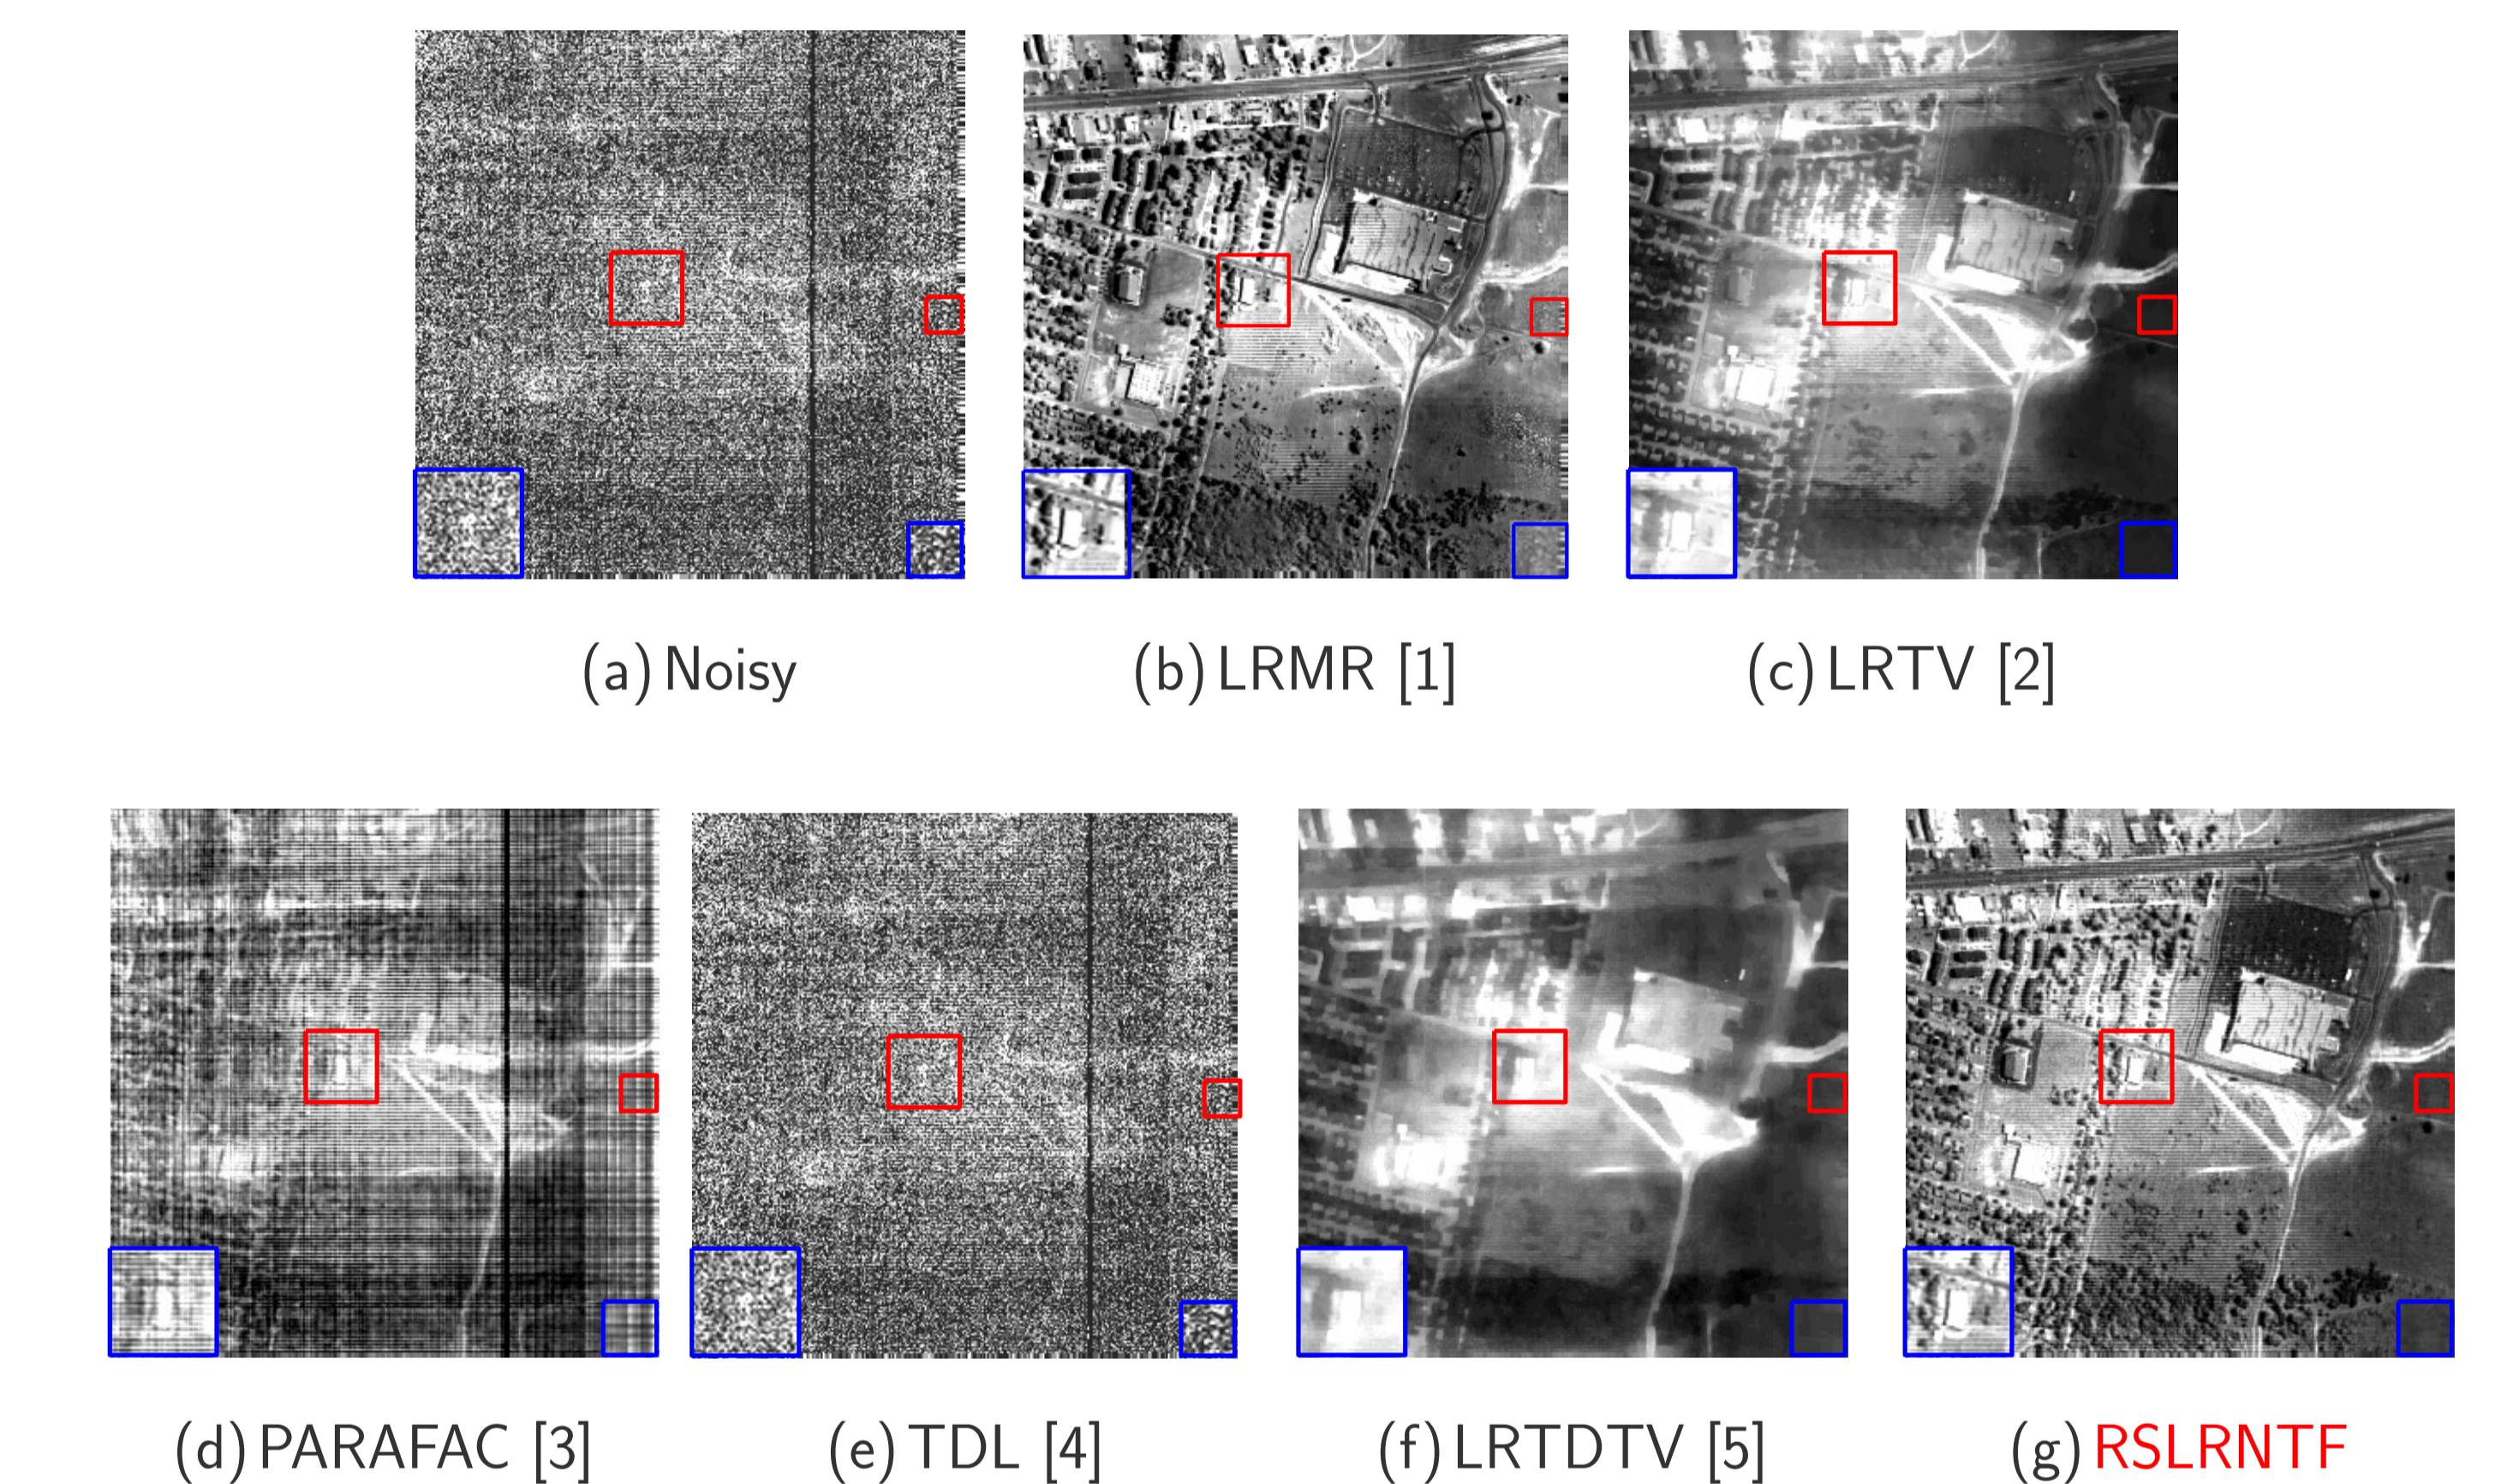 (a) Noisy
(b) LRMR [1]
(c) LRTV [2]
(d) PARAFAC [3]
(e) TDL [4]
(f) LRTDTV [5]
(g) RSLRNTF